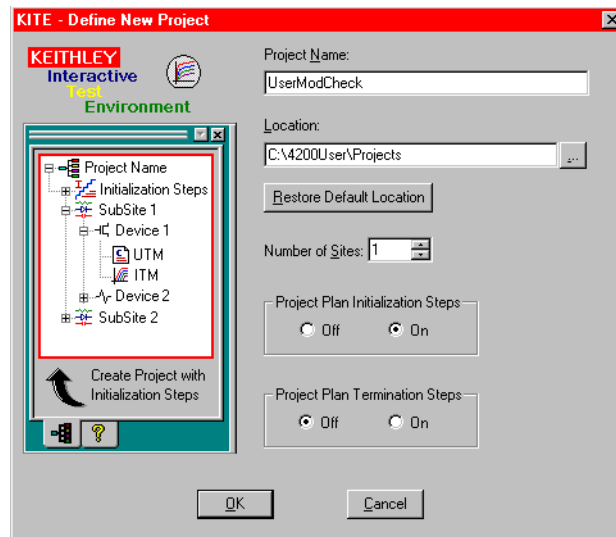 KITE - Define New Project
KEITHLEY
Interactive
Test
Environment
Project Name
Initialization Steps
SubSite 1
Device 1
UTM
ITM
Device 2
SubSite 2
Create Project with
Initialization Steps
Project Name:
UserModCheck
Location:
C:\4200User\Projects
...
Restore Default Location
Number of Sites: 1
Project Plan Initialization Steps
Off On
Project Plan Termination Steps
Off On
OK Cancel